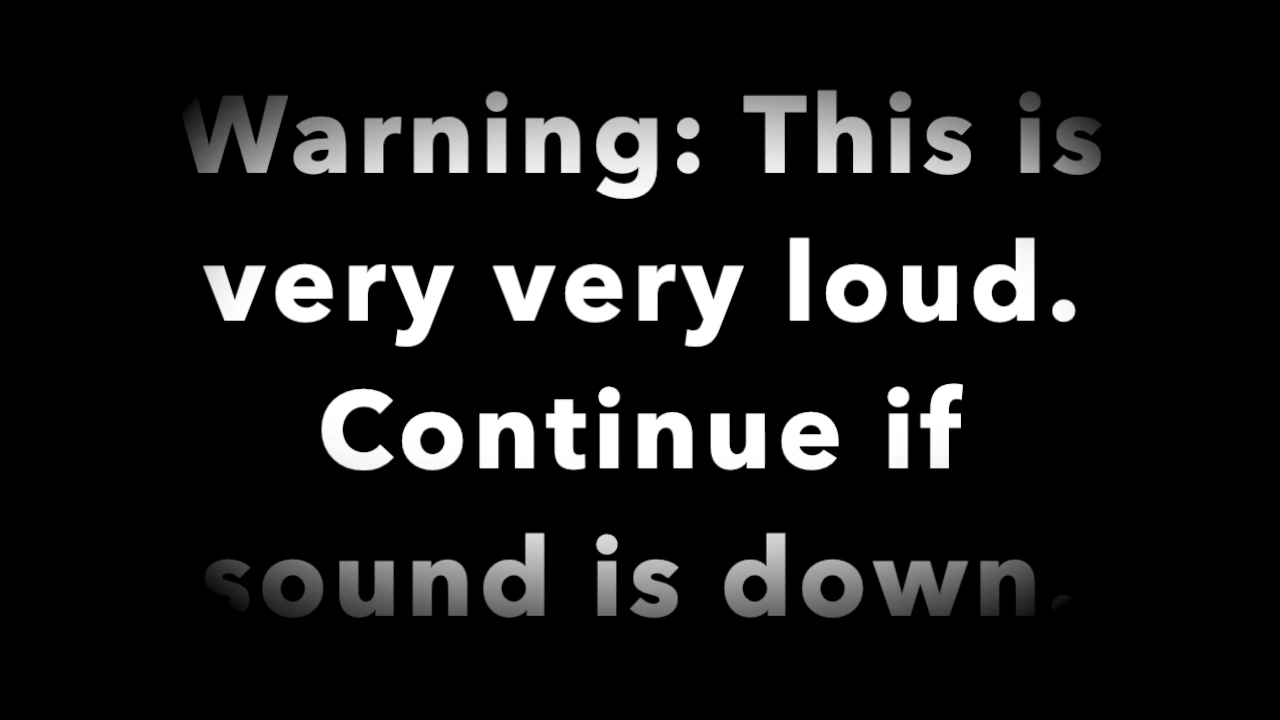 Warning: This is
very very loud.
Continue if
sound is down.